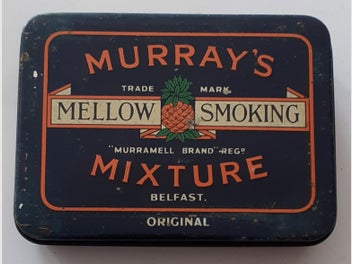 MURRAY'S
TRADE MARK
MELLOW SMOKING
"MURRAMELL BRAND" REGD
MIXTURE
BELFAST.
ORIGINAL